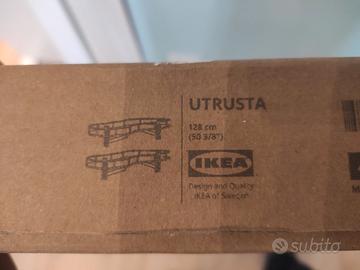 UTRUSTA
128 cm
(50 3/8")
IKEA
Design and Quality
IKEA of Sweden
subito